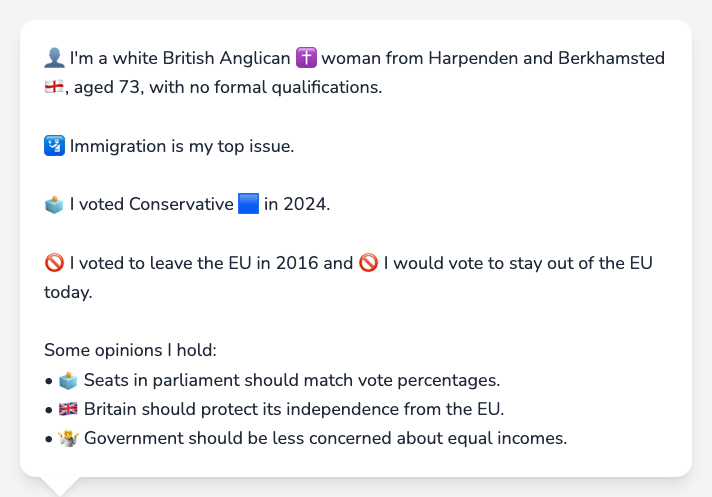 👤 I'm a white British Anglican ✝️ woman from Harpenden and Berkhamsted
🏴󠁧󠁢󠁥󠁮󠁧󠁿, aged 73, with no formal qualifications.
🛂 Immigration is my top issue.
🗳️ I voted Conservative 🟦 in 2024.
🚫 I voted to leave the EU in 2016 and 🚫 I would vote to stay out of the EU
today.
Some opinions I hold:
• 🗳️ Seats in parliament should match vote percentages.
• 🇬🇧 Britain should protect its independence from the EU.
• 🤷 Government should be less concerned about equal incomes.